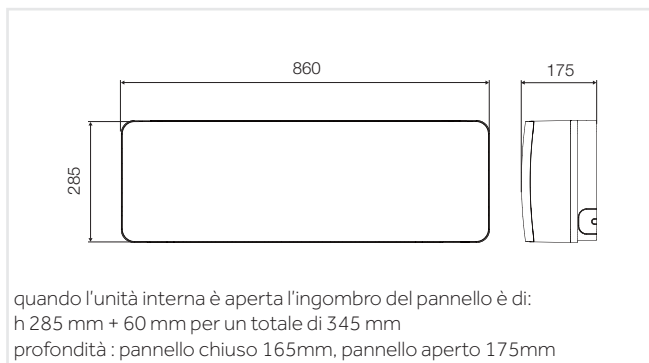 860
175
285
quando l'unità interna è aperta l'ingombro del pannello è di:
h 285 mm + 60 mm per un totale di 345 mm
profondità : pannello chiuso 165mm, pannello aperto 175mm